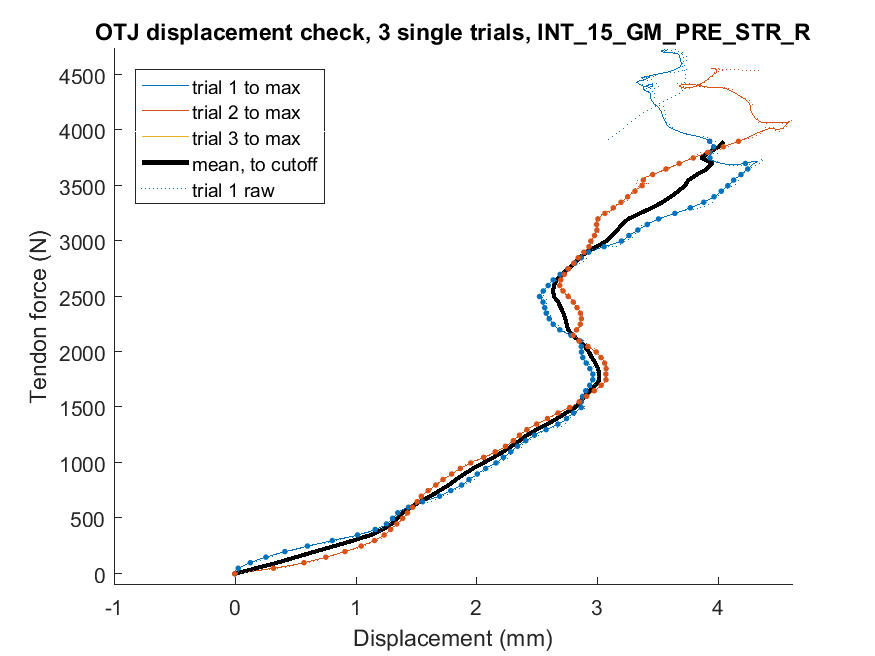 OTJ displacement check, 3 single trials, INT_15_GM_PRE_STR_R
4500
4000
3500
3000
2500
2000
1500
1000
500
0
Tendon force (N)
trial 1 to max
trial 2 to max
trial 3 to max
mean, to cutoff
trial 1 raw
-1 0 1 2 3 4
Displacement (mm)